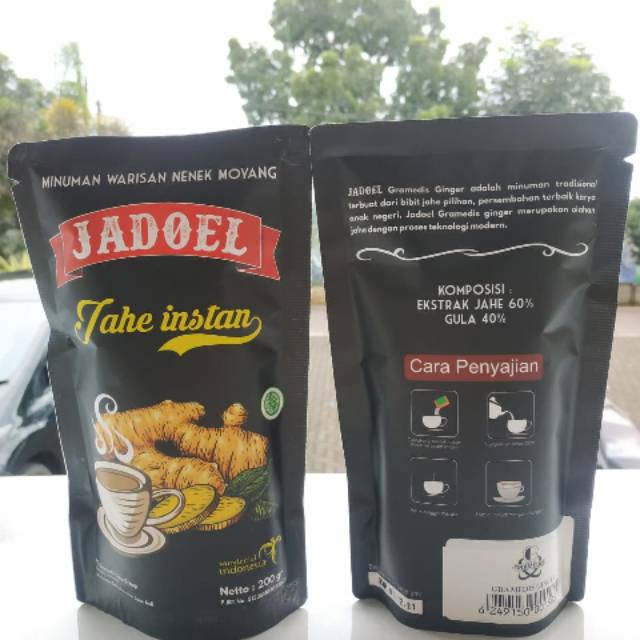 MINUMAN WARISAN NENEK MOYANG
JADOEL
Jahe instan
wonderful
indonesia
Netto : 200 gr
JADOEL Gramedis Ginger adalah minuman tradisional
terbuat dari bibit jahe pilihan, persembahan terbaik karya
anak negeri, Jadoel Gramedis ginger merupakan olahan
jahe dengan proses teknologi modern.
KOMPOSISI :
EKSTRAK JAHE 60%
GULA 40%
Cara Penyajian